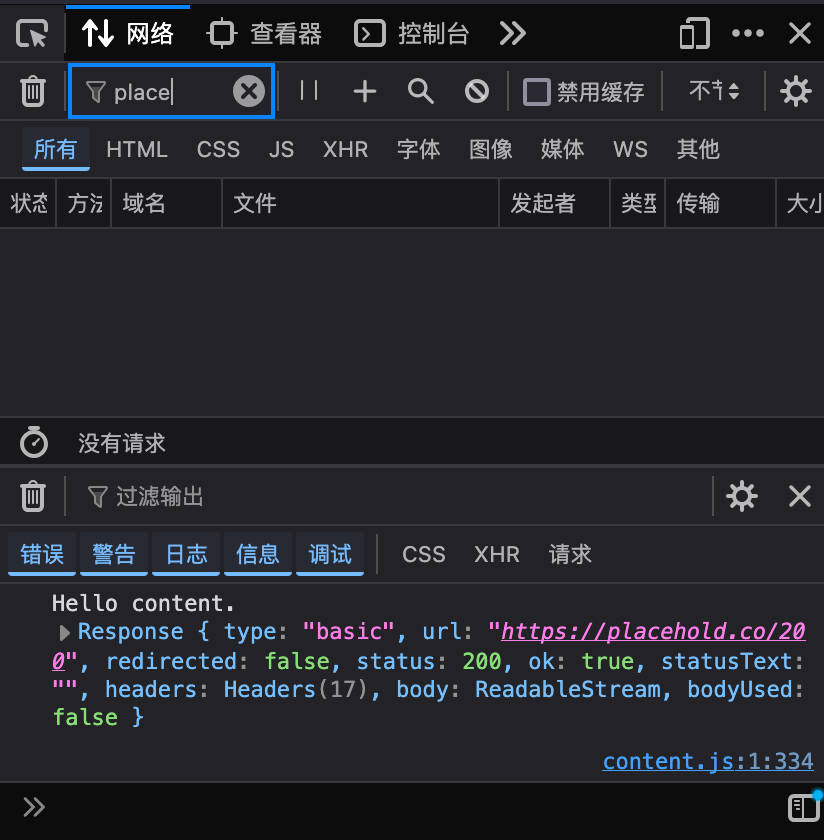 网络 查看器 控制台
place 禁用缓存
所有 HTML CSS JS XHR 字体 图像 媒体 WS 其他
状态 方法 域名 文件 发起者 类型 传输 大小
没有请求
过滤输出
错误 警告 日志 信息 调试 CSS XHR 请求
Hello content.
Response { type: "basic", url: "https://placehold.co/20
0", redirected: false, status: 200, ok: true, statusText:
"", headers: Headers(17), body: ReadableStream, bodyUsed:
false }
content.js:1:334